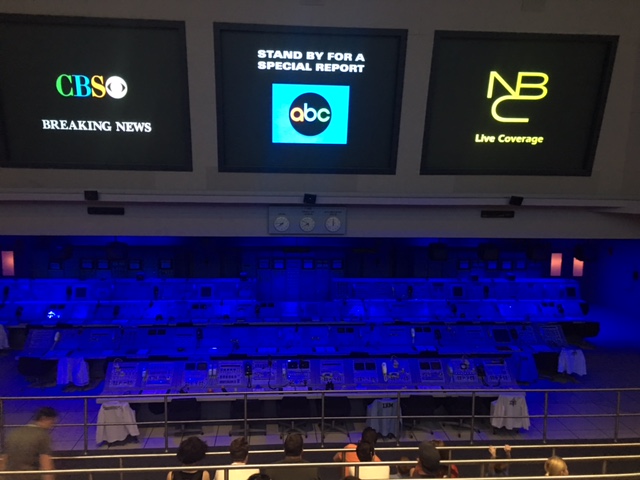 CBS
BREAKING NEWS
STAND BY FOR A
SPECIAL REPORT
abc
NBC
Live Coverage